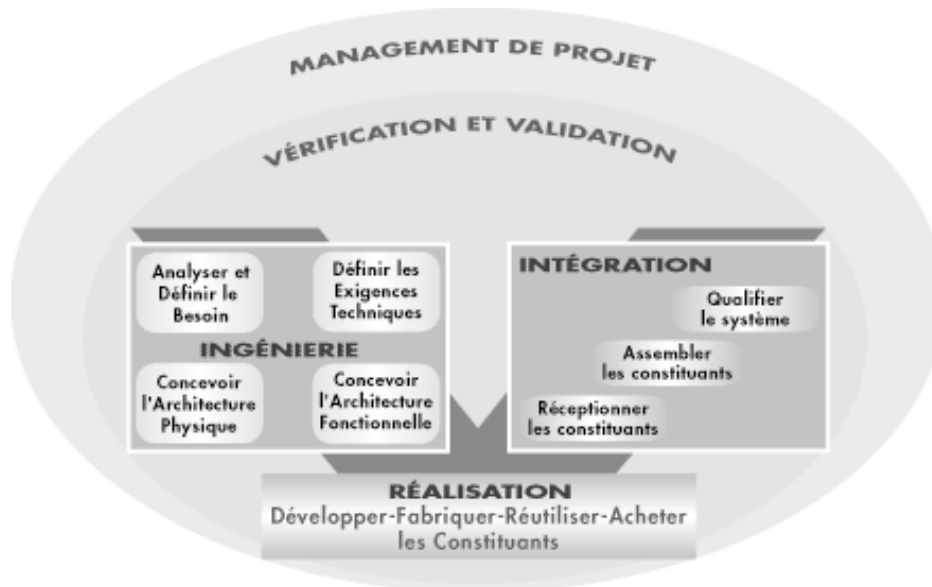 MANAGEMENT DE PROJET
VÉRIFICATION ET VALIDATION
Analyser et
Définir le
Besoin
Définir les
Exigences
Techniques
INGÉNIERIE
Concevoir
l'Architecture
Physique
Concevoir
l'Architecture
Fonctionnelle
INTÉGRATION
Qualifier
le système
Assembler
les constituants
Réceptionner
les constituants
RÉALISATION
Développer-Fabriquer-Réutiliser-Acheter
les Constituants